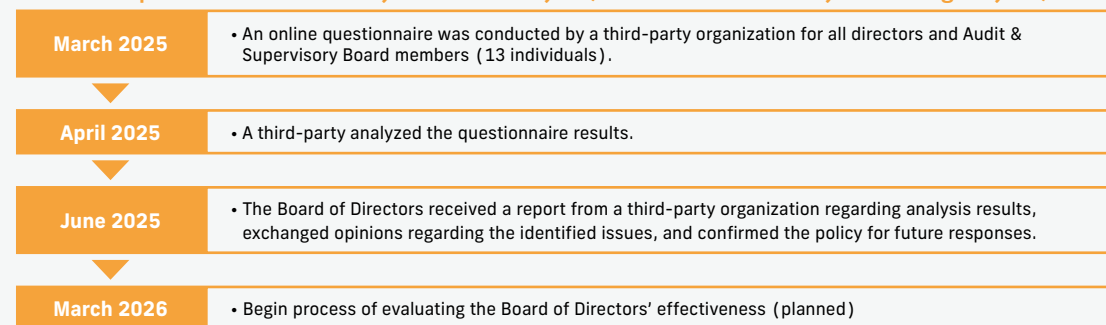 March 2025
• An online questionnaire was conducted by a third-party organization for all directors and Audit &
Supervisory Board members (13 individuals).
April 2025
• A third-party analyzed the questionnaire results.
June 2025
• The Board of Directors received a report from a third-party organization regarding analysis results,
exchanged opinions regarding the identified issues, and confirmed the policy for future responses.
March 2026
• Begin process of evaluating the Board of Directors’ effectiveness (planned)